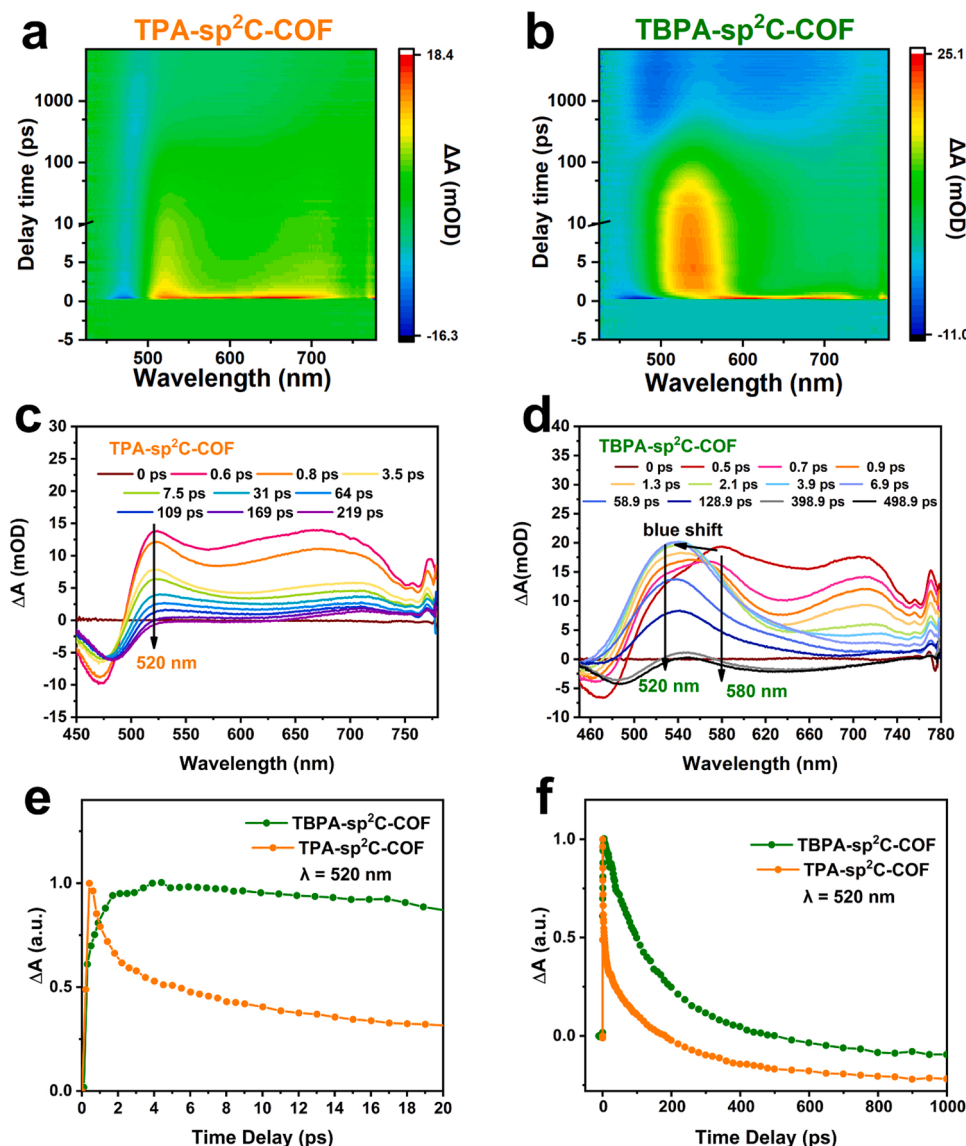 a
TPA-sp²C-COF
18.4
1000
100
10
5
0
-5
-16.3
Delay time (ps)
ΔA (mOD)
500 600 700
Wavelength (nm)
b
TBPA-sp²C-COF
25.1
1000
100
10
5
0
-5
-11.0
Delay time (ps)
ΔA (mOD)
500 600 700
Wavelength (nm)
c
TPA-sp²C-COF
0 ps 0.6 ps 0.8 ps 3.5 ps
7.5 ps 31 ps 64 ps
109 ps 169 ps 219 ps
520 nm
30
25
20
15
10
5
0
-5
-10
-15
ΔA (mOD)
450 500 550 600 650 700 750
Wavelength (nm)
d
TBPA-sp²C-COF
0 ps 0.5 ps 0.7 ps 0.9 ps
1.3 ps 2.1 ps 3.9 ps 6.9 ps
58.9 ps 128.9 ps 398.9 ps 498.9 ps
blue shift
520 nm
580 nm
40
30
20
10
0
-10
ΔA(mOD)
460 500 540 580 620 660 700 740 780
Wavelength (nm)
e
TBPA-sp²C-COF
TPA-sp²C-COF
λ = 520 nm
1.0
0.5
0.0
ΔA (a.u.)
0 2 4 6 8 10 12 14 16 18 20
Time Delay (ps)
f
TBPA-sp²C-COF
TPA-sp²C-COF
λ = 520 nm
1.0
0.5
0.0
ΔA (a.u.)
0 200 400 600 800 1000
Time Delay (ps)